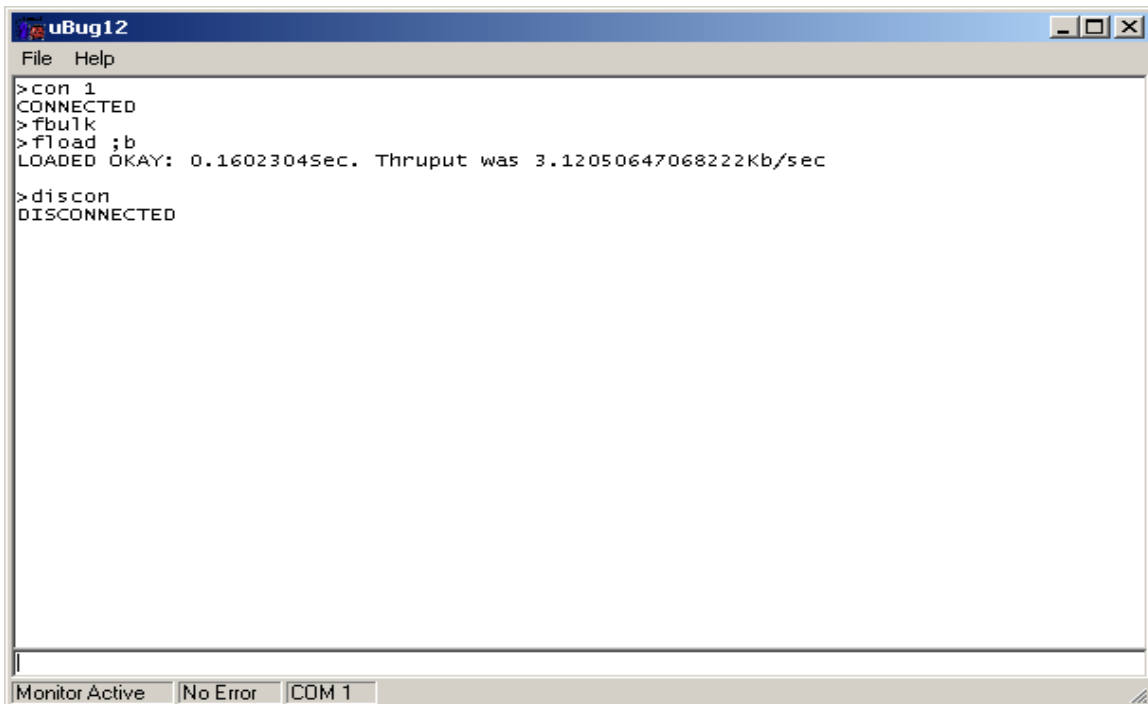 uBug12
File Help
>con 1
CONNECTED
>fbulk
>fload ;b
LOADED OKAY: 0.1602304Sec. Thruput was 3.12050647068222Kb/sec
>discon
DISCONNECTED
Monitor Active No Error COM 1